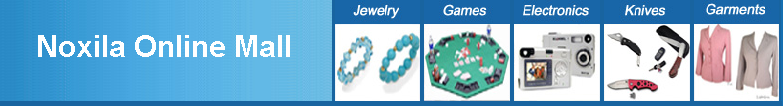 Noxila Online Mall
Jewelry
Games
Electronics
Knives
Garments